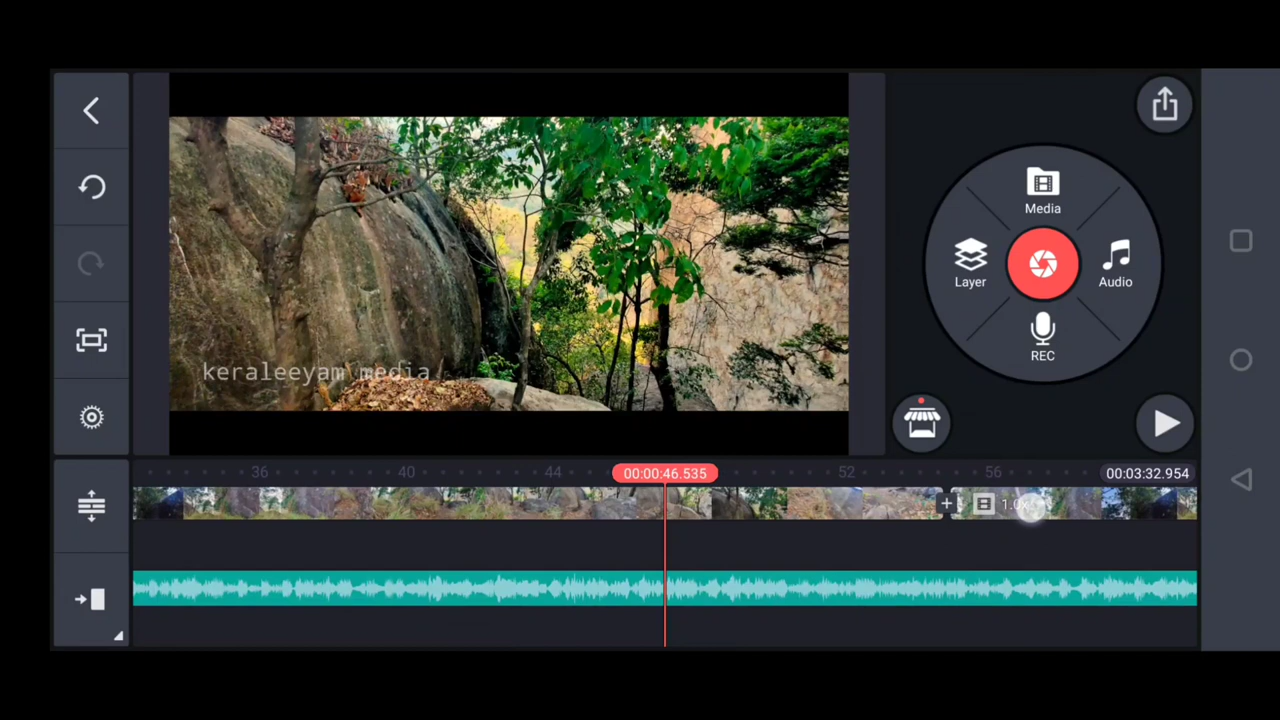 Media
Layer
Audio
REC
keraleeyam media
36
40
44
00:00:46.535
52
56
00:03:32.954
1.0x